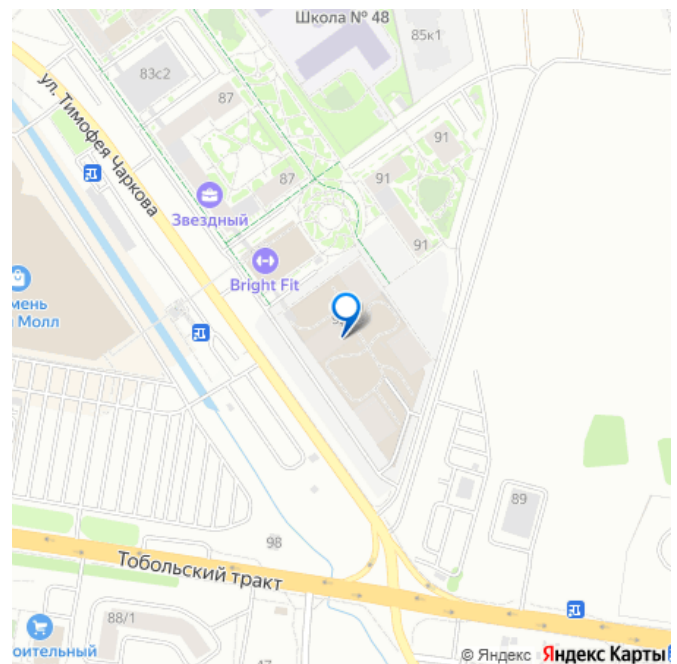 Школа № 48
85к1
83с2
87
91
ул. Тимофея Чаркова
87
91
Звездный
91
Bright Fit
мень
Молл
89
98
Тобольский тракт
88/1
оительный
© Яндекс Яндекс Карты